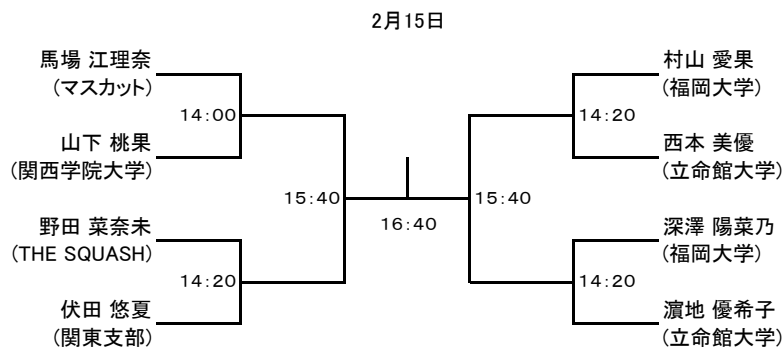 2月15日
馬場 江理奈
(マスカット)
14:00
山下 桃果
(関西学院大学)
15:40
野田 菜奈未
(THE SQUASH)
14:20
伏田 悠夏
(関東支部)
16:40
村山 愛果
(福岡大学)
14:20
西本 美優
(立命館大学)
15:40
深澤 陽菜乃
(福岡大学)
14:20
濵地 優希子
(立命館大学)